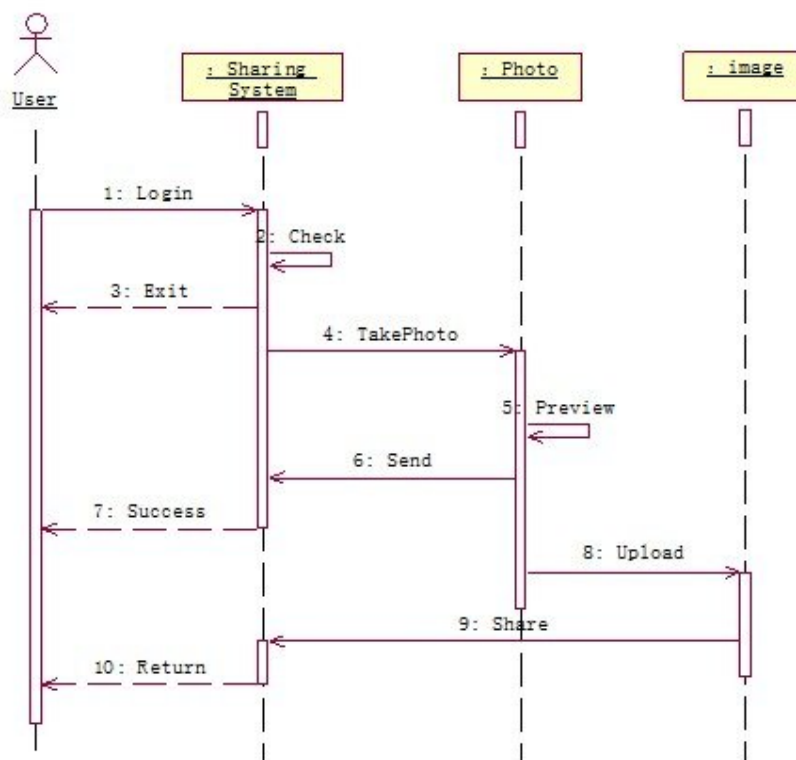 User
: Sharing
System
: Photo
: image
1: Login
2: Check
3: Exit
4: TakePhoto
5: Preview
6: Send
7: Success
8: Upload
9: Share
10: Return